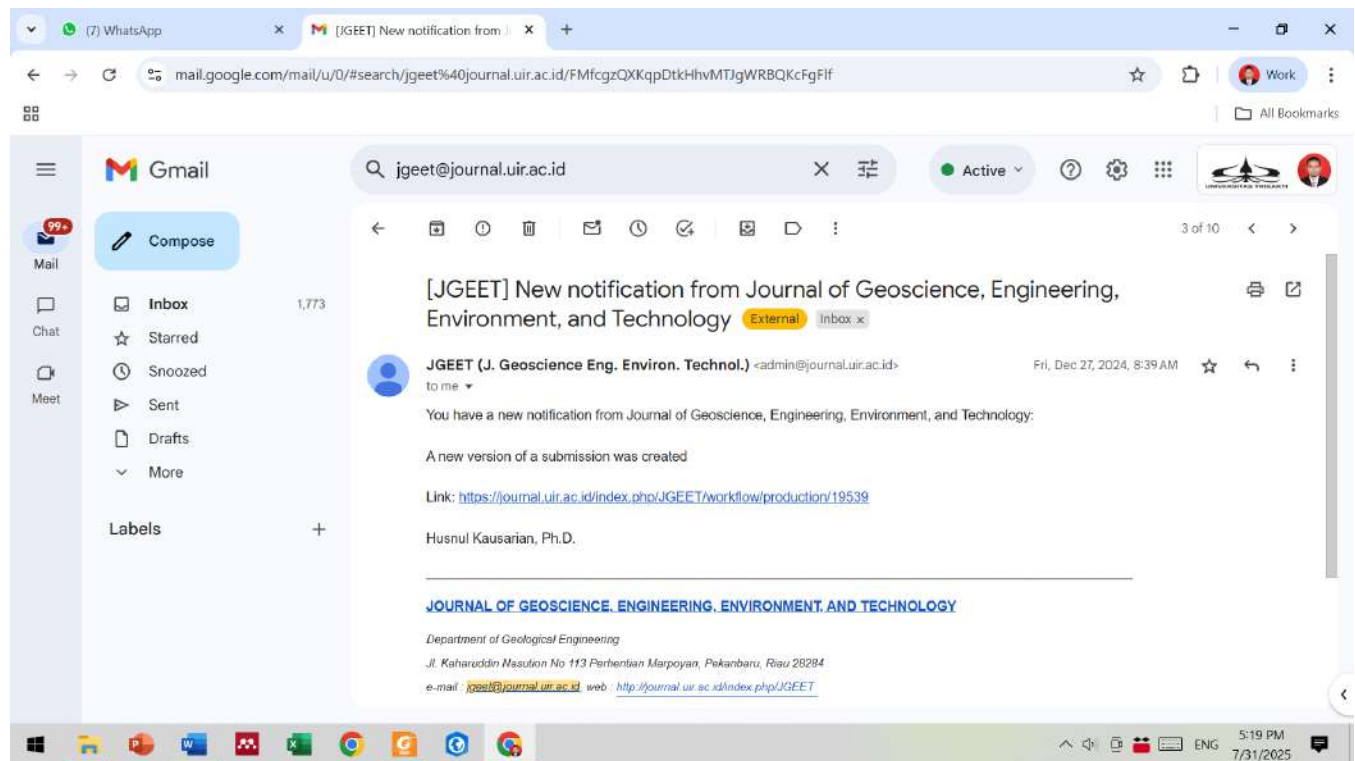 (7) WhatsApp
[JGEET] New notification from J
mail.google.com/mail/u/0/#search/jgeet%40journal.uir.ac.id/FMfcgzQXKqpDtkHhvMTJgWRBQKcFgFlf
Work
All Bookmarks
Gmail
jgeet@journal.uir.ac.id
Active
UNIVERSITAS TRISAKTI
99+
Mail
Compose
3 of 10
Chat
Meet
Inbox 1,773
Starred
Snoozed
Sent
Drafts
More
Labels
[JGEET] New notification from Journal of Geoscience, Engineering,
Environment, and Technology External Inbox x
JGEET (J. Geoscience Eng. Environ. Technol.) <admin@journal.uir.ac.id> Fri, Dec 27, 2024, 8:39 AM
to me
You have a new notification from Journal of Geoscience, Engineering, Environment, and Technology:
A new version of a submission was created
Link: https://journal.uir.ac.id/index.php/JGEET/workflow/production/19539
Husnul Kausarian, Ph.D.
JOURNAL OF GEOSCIENCE, ENGINEERING, ENVIRONMENT, AND TECHNOLOGY
Department of Geological Engineering
Jl. Kaharuddin Nasution No 113 Perhentian Marpoyan, Pekanbaru, Riau 28284
e-mail : jgeet@journal.uir.ac.id web : http://journal.uir.ac.id/index.php/JGEET
ENG
5:19 PM
7/31/2025